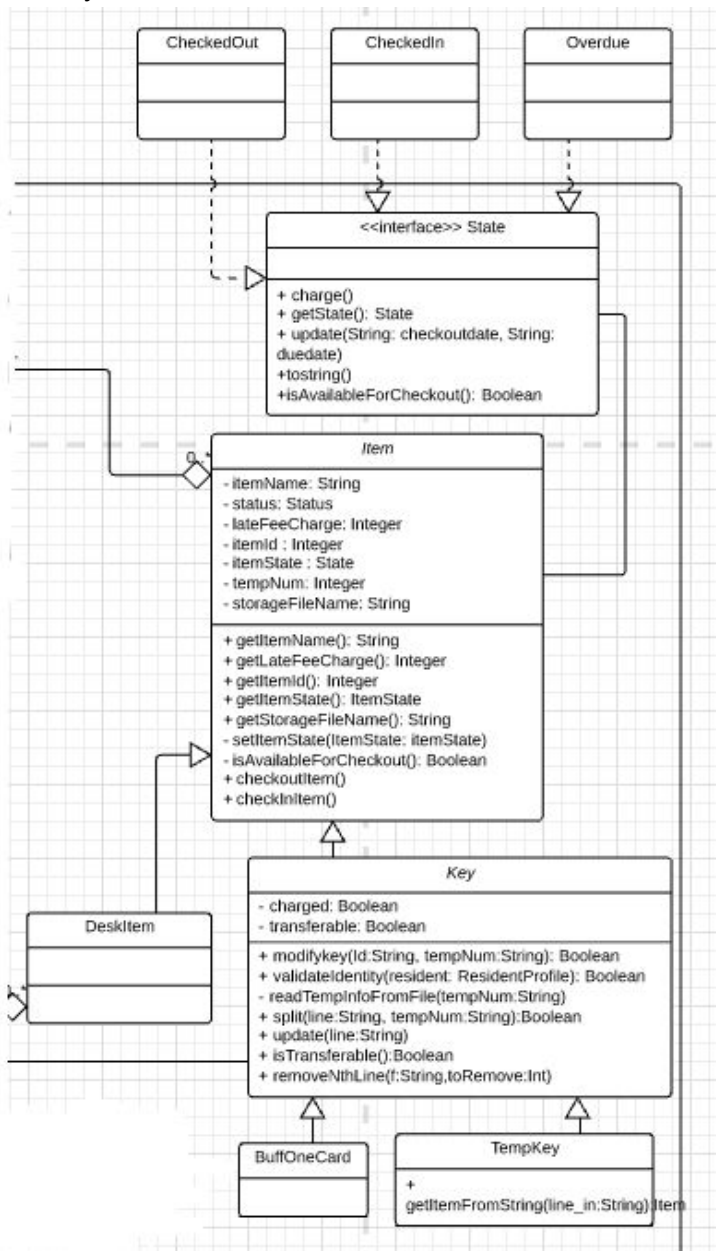 CheckedOut
CheckedIn
Overdue
<<interface>> State
+ charge()
+ getState(): State
+ update(String: checkoutdate, String:
duedate)
+tostring()
+isAvailableForCheckout(): Boolean
0..*
Item
- itemName: String
- status: Status
- lateFeeCharge: Integer
- itemId : Integer
- itemState : State
- tempNum: Integer
- storageFileName: String
+ getItemName(): String
+ getLateFeeCharge(): Integer
+ getItemId(): Integer
+ getItemState(): ItemState
+ getStorageFileName(): String
- setItemState(ItemState: itemState)
- isAvailableForCheckout(): Boolean
+ checkoutItem()
+ checkInItem()
Key
- charged: Boolean
- transferable: Boolean
+ modifykey(Id:String, tempNum:String): Boolean
+ validateIdentity(resident: ResidentProfile): Boolean
- readTempInfoFromFile(tempNum:String)
+ split(line:String, tempNum:String):Boolean
+ update(line:String)
+ isTransferable():Boolean
+ removeNthLine(f:String,toRemove:Int)
DeskItem
BuffOneCard
TempKey
+
getItemFromString(line_in:String):Item